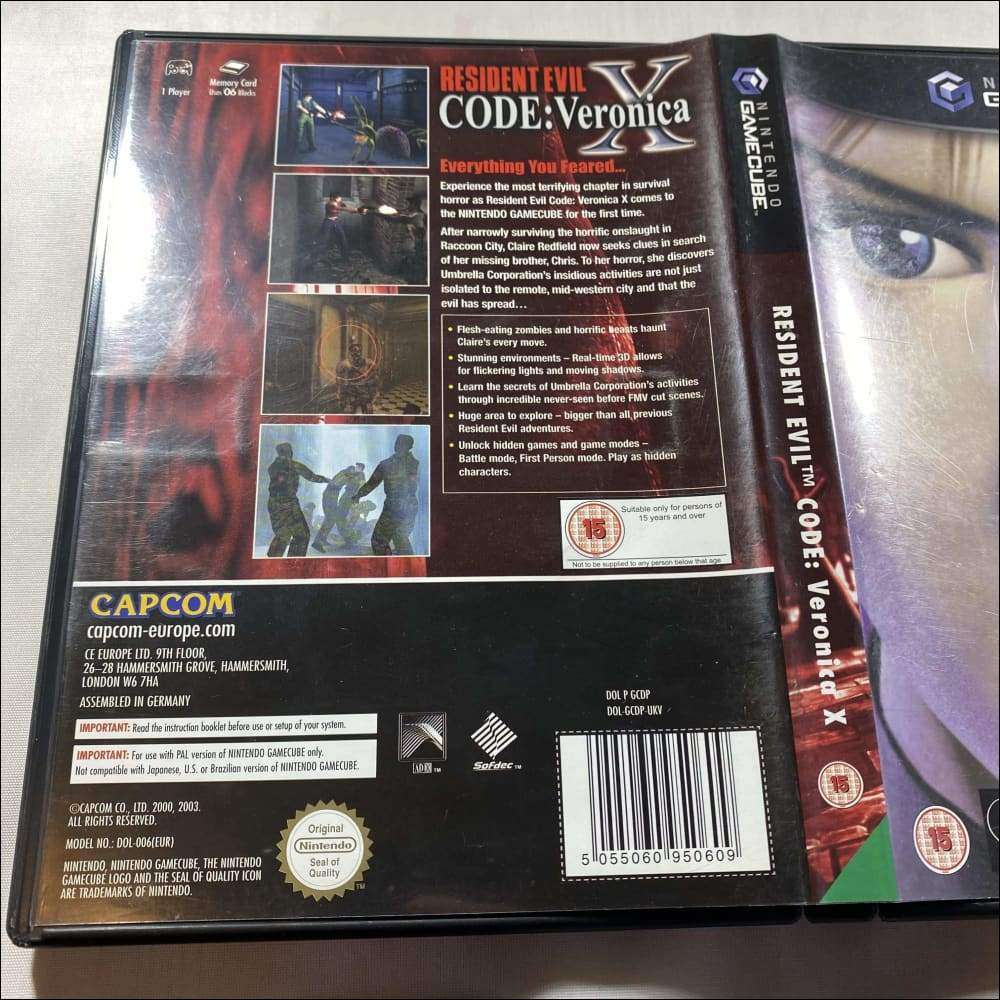 1 Player
Memory Card
Uses 06 Blocks
RESIDENT EVIL
CODE: Veronica X
Everything You Feared...
Experience the most terrifying chapter in survival
horror as Resident Evil Code: Veronica X comes to
the NINTENDO GAMECUBE for the first time.
After narrowly surviving the horrific onslaught in
Raccoon City, Claire Redfield now seeks clues in search
of her missing brother, Chris. To her horror, she discovers
Umbrella Corporation's insidious activities are not just
isolated to the remote, mid-western city and that the
evil has spread...
• Flesh-eating zombies and horrific beasts haunt
Claire's every move.
• Stunning environments – Real-time 3D allows
for flickering lights and moving shadows.
• Learn the secrets of Umbrella Corporation's activities
through incredible never-seen before FMV cut scenes.
• Huge area to explore – bigger than all previous
Resident Evil adventures.
• Unlock hidden games and game modes –
Battle mode, First Person mode. Play as hidden
characters.
15
Suitable only for persons of
15 years and over
Not to be supplied to any person below that age
CAPCOM
capcom-europe.com
CE EUROPE LTD. 9TH FLOOR,
26–28 HAMMERSMITH GROVE, HAMMERSMITH,
LONDON W6 7HA
ASSEMBLED IN GERMANY
IMPORTANT: Read the instruction booklet before use or setup of your system.
IMPORTANT: For use with PAL version of NINTENDO GAMECUBE only.
Not compatible with Japanese, U.S. or Brazilian version of NINTENDO GAMECUBE.
©CAPCOM CO., LTD. 2000, 2003.
ALL RIGHTS RESERVED.
MODEL NO.: DOL-006(EUR)
NINTENDO, NINTENDO GAMECUBE, THE NINTENDO
GAMECUBE LOGO AND THE SEAL OF QUALITY ICON
ARE TRADEMARKS OF NINTENDO.
Original
Nintendo
Seal of
Quality
TM
ADX TM
Sofdec TM
DOL P GCDP
DOL-GCDP-UKV
5 055060 950609
NINTENDO
GAMECUBE™
RESIDENT EVIL™ CODE: Veronica X
15
N
G
15